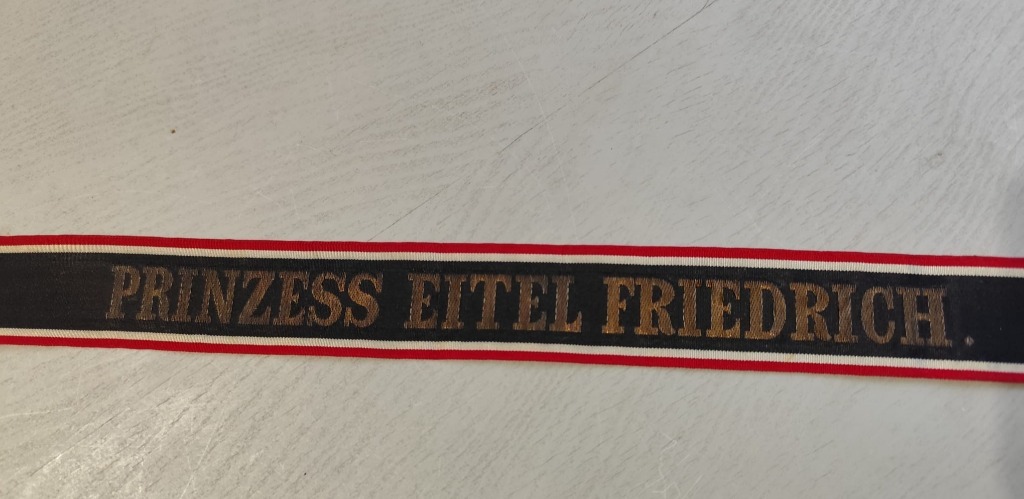 PRINZESS EITEL FRIEDRICH.